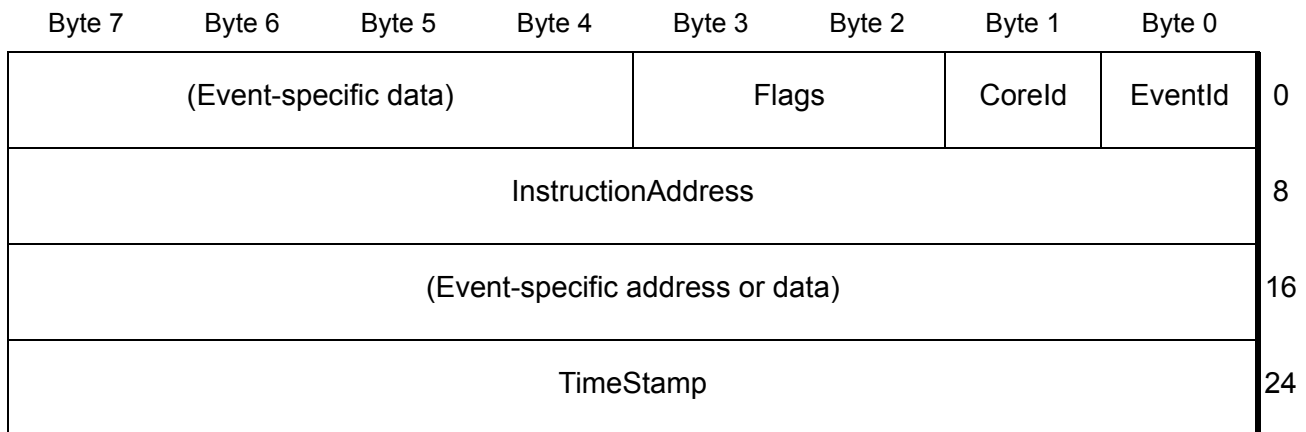 Byte 7 Byte 6 Byte 5 Byte 4 Byte 3 Byte 2 Byte 1 Byte 0
(Event-specific data) Flags CoreId EventId 0
InstructionAddress 8
(Event-specific address or data) 16
TimeStamp 24